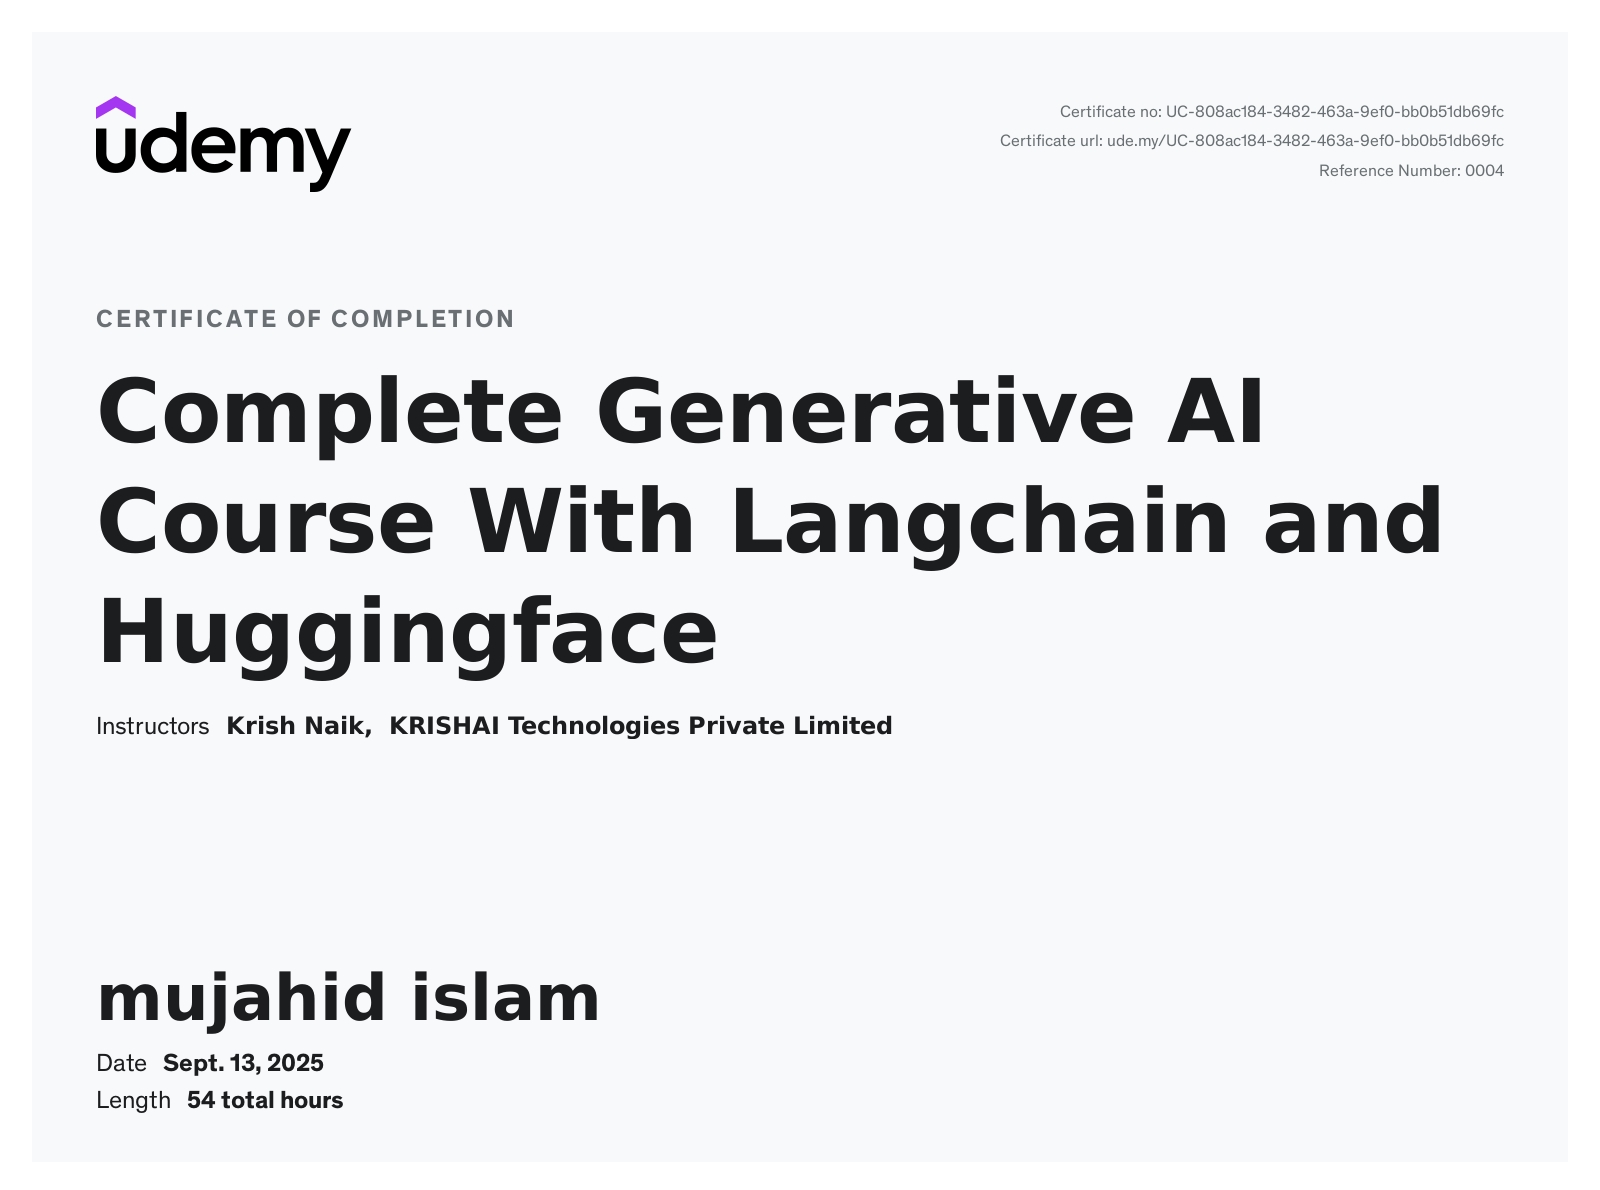 udemy
Certificate no: UC-808ac184-3482-463a-9ef0-bb0b51db69fc
Certificate url: ude.my/UC-808ac184-3482-463a-9ef0-bb0b51db69fc
Reference Number: 0004
CERTIFICATE OF COMPLETION
Complete Generative AI
Course With Langchain and
Huggingface
Instructors Krish Naik, KRISHAI Technologies Private Limited
mujahid islam
Date Sept. 13, 2025
Length 54 total hours